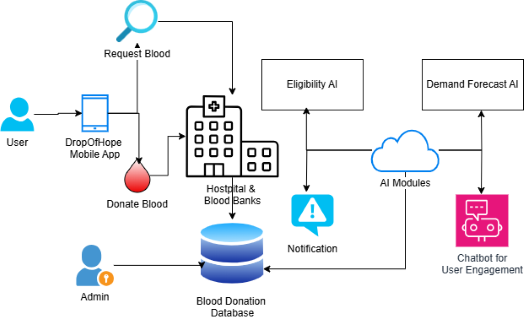 Request Blood
Eligibility AI
Demand Forecast AI
User
DropOfHope
Mobile App
AI Modules
Donate Blood
Hostpital &
Blood Banks
Notification
Chatbot for
User Engagement
Admin
Blood Donation
Database